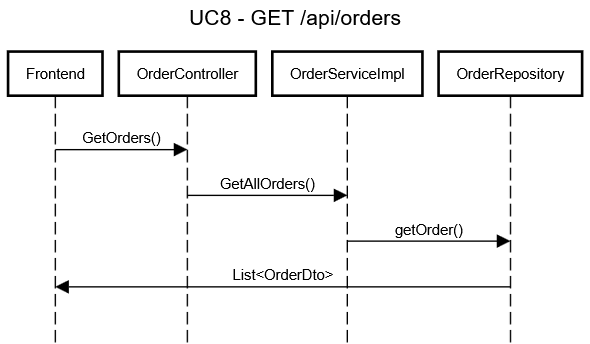 UC8 - GET /api/orders
Frontend
OrderController
OrderServiceImpl
OrderRepository
GetOrders()
GetAllOrders()
getOrder()
List<OrderDto>